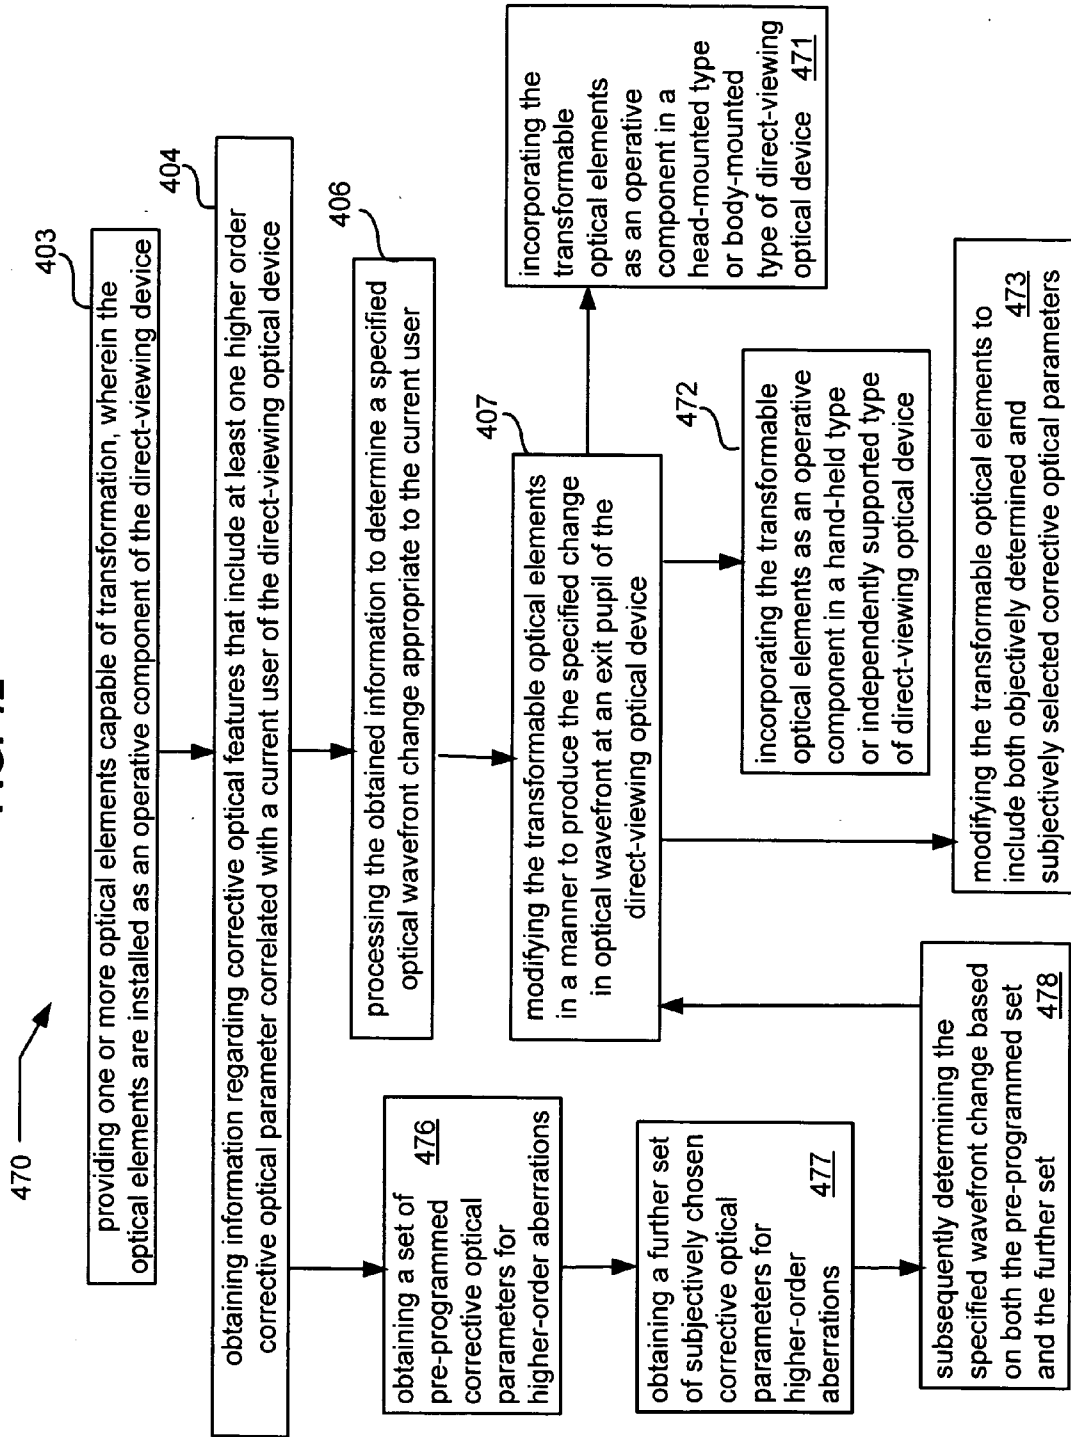 470
403
providing one or more optical elements capable of transformation, wherein the
optical elements are installed as an operative component of the direct-viewing device
404
obtaining information regarding corrective optical features that include at least one higher order
corrective optical parameter correlated with a current user of the direct-viewing optical device
406
processing the obtained information to determine a specified
optical wavefront change appropriate to the current user
407
modifying the transformable optical elements
in a manner to produce the specified change
in optical wavefront at an exit pupil of the
direct-viewing optical device
incorporating the
transformable
optical elements
as an operative
component in a
head-mounted type
or body-mounted
type of direct-viewing
optical device 471
472
incorporating the transformable
optical elements as an operative
component in a hand-held type
or independently supported type
of direct-viewing optical device
modifying the transformable optical elements to
include both objectively determined and 473
subjectively selected corrective optical parameters
obtaining a set of
pre-programmed 476
corrective optical
parameters for
higher-order aberrations
obtaining a further set
of subjectively chosen
corrective optical
parameters for 477
higher-order
aberrations
subsequently determining the
specified wavefront change based
on both the pre-programmed set
and the further set 478